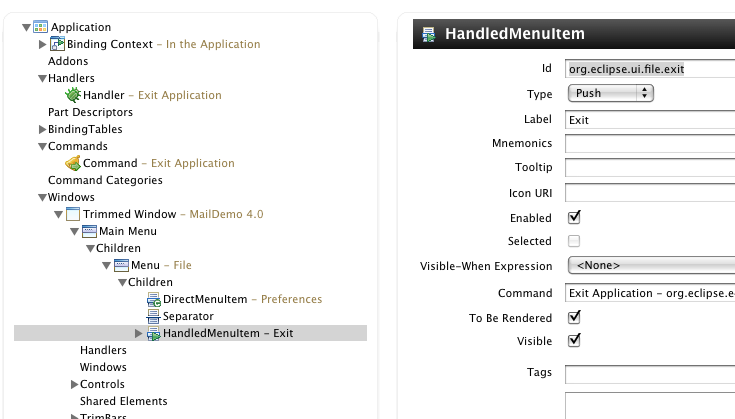 Application
Binding Context – In the Application
Addons
Handlers
Handler – Exit Application
Part Descriptors
BindingTables
Commands
Command – Exit Application
Command Categories
Windows
Trimmed Window – MailDemo 4.0
Main Menu
Children
Menu – File
Children
DirectMenuItem – Preferences
Separator
HandledMenuItem – Exit
Handlers
Windows
Controls
Shared Elements
TrimBars
HandledMenuItem
Id org.eclipse.ui.file.exit
Type Push
Label Exit
Mnemonics
Tooltip
Icon URI
Enabled
Selected
Visible-When Expression <None>
Command Exit Application – org.eclipse.e
To Be Rendered
Visible
Tags